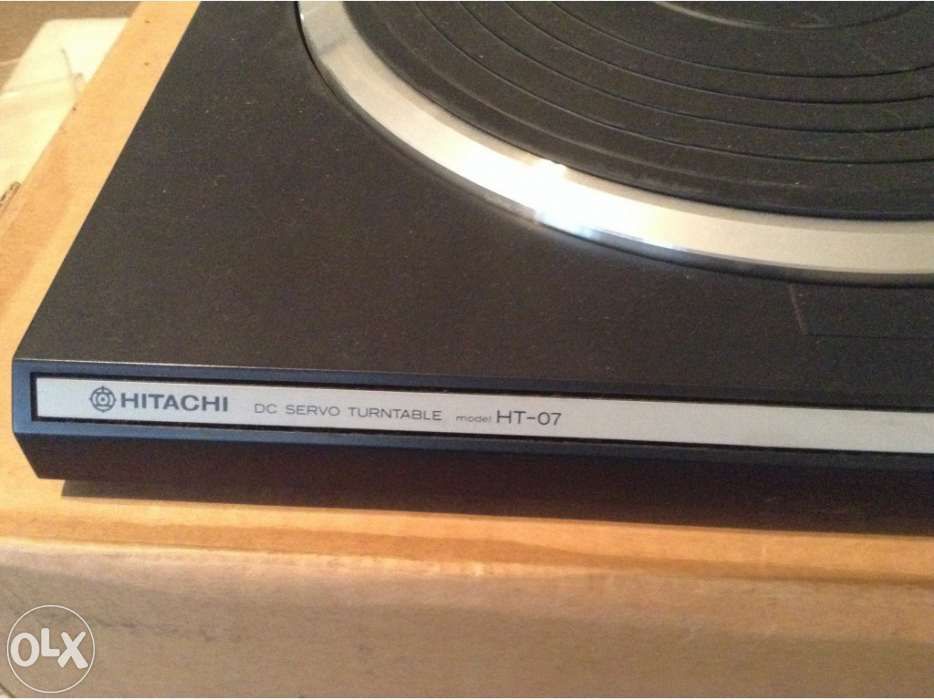 HITACHI DC SERVO TURNTABLE model HT-07
OLX